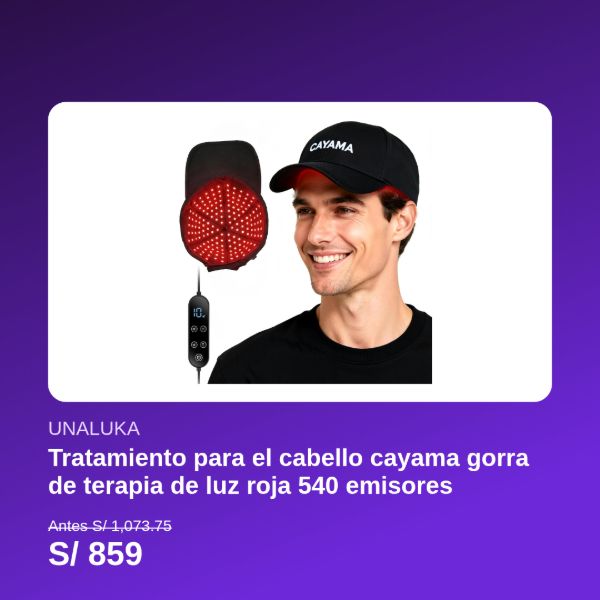 CAYAMA
10
UNALUKA
Tratamiento para el cabello cayama gorra
de terapia de luz roja 540 emisores
Antes S/ 1,073.75
S/ 859